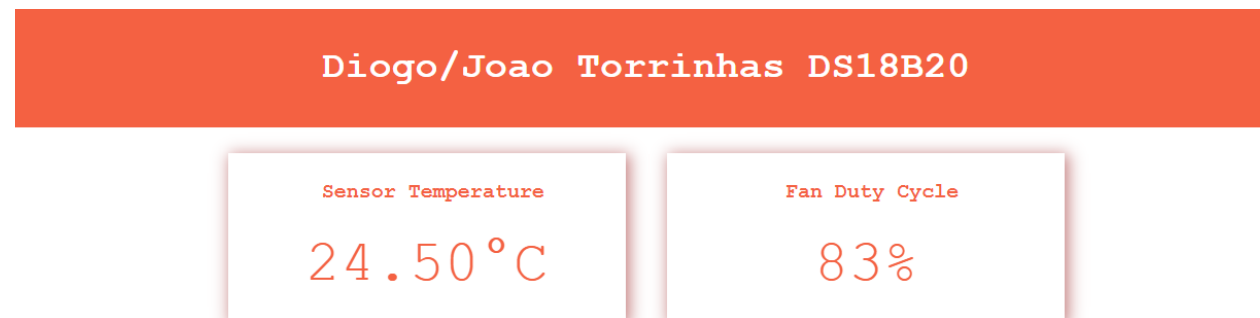 Diogo/Joao Torrinhas DS18B20
Sensor Temperature
24.50°C
Fan Duty Cycle
83%